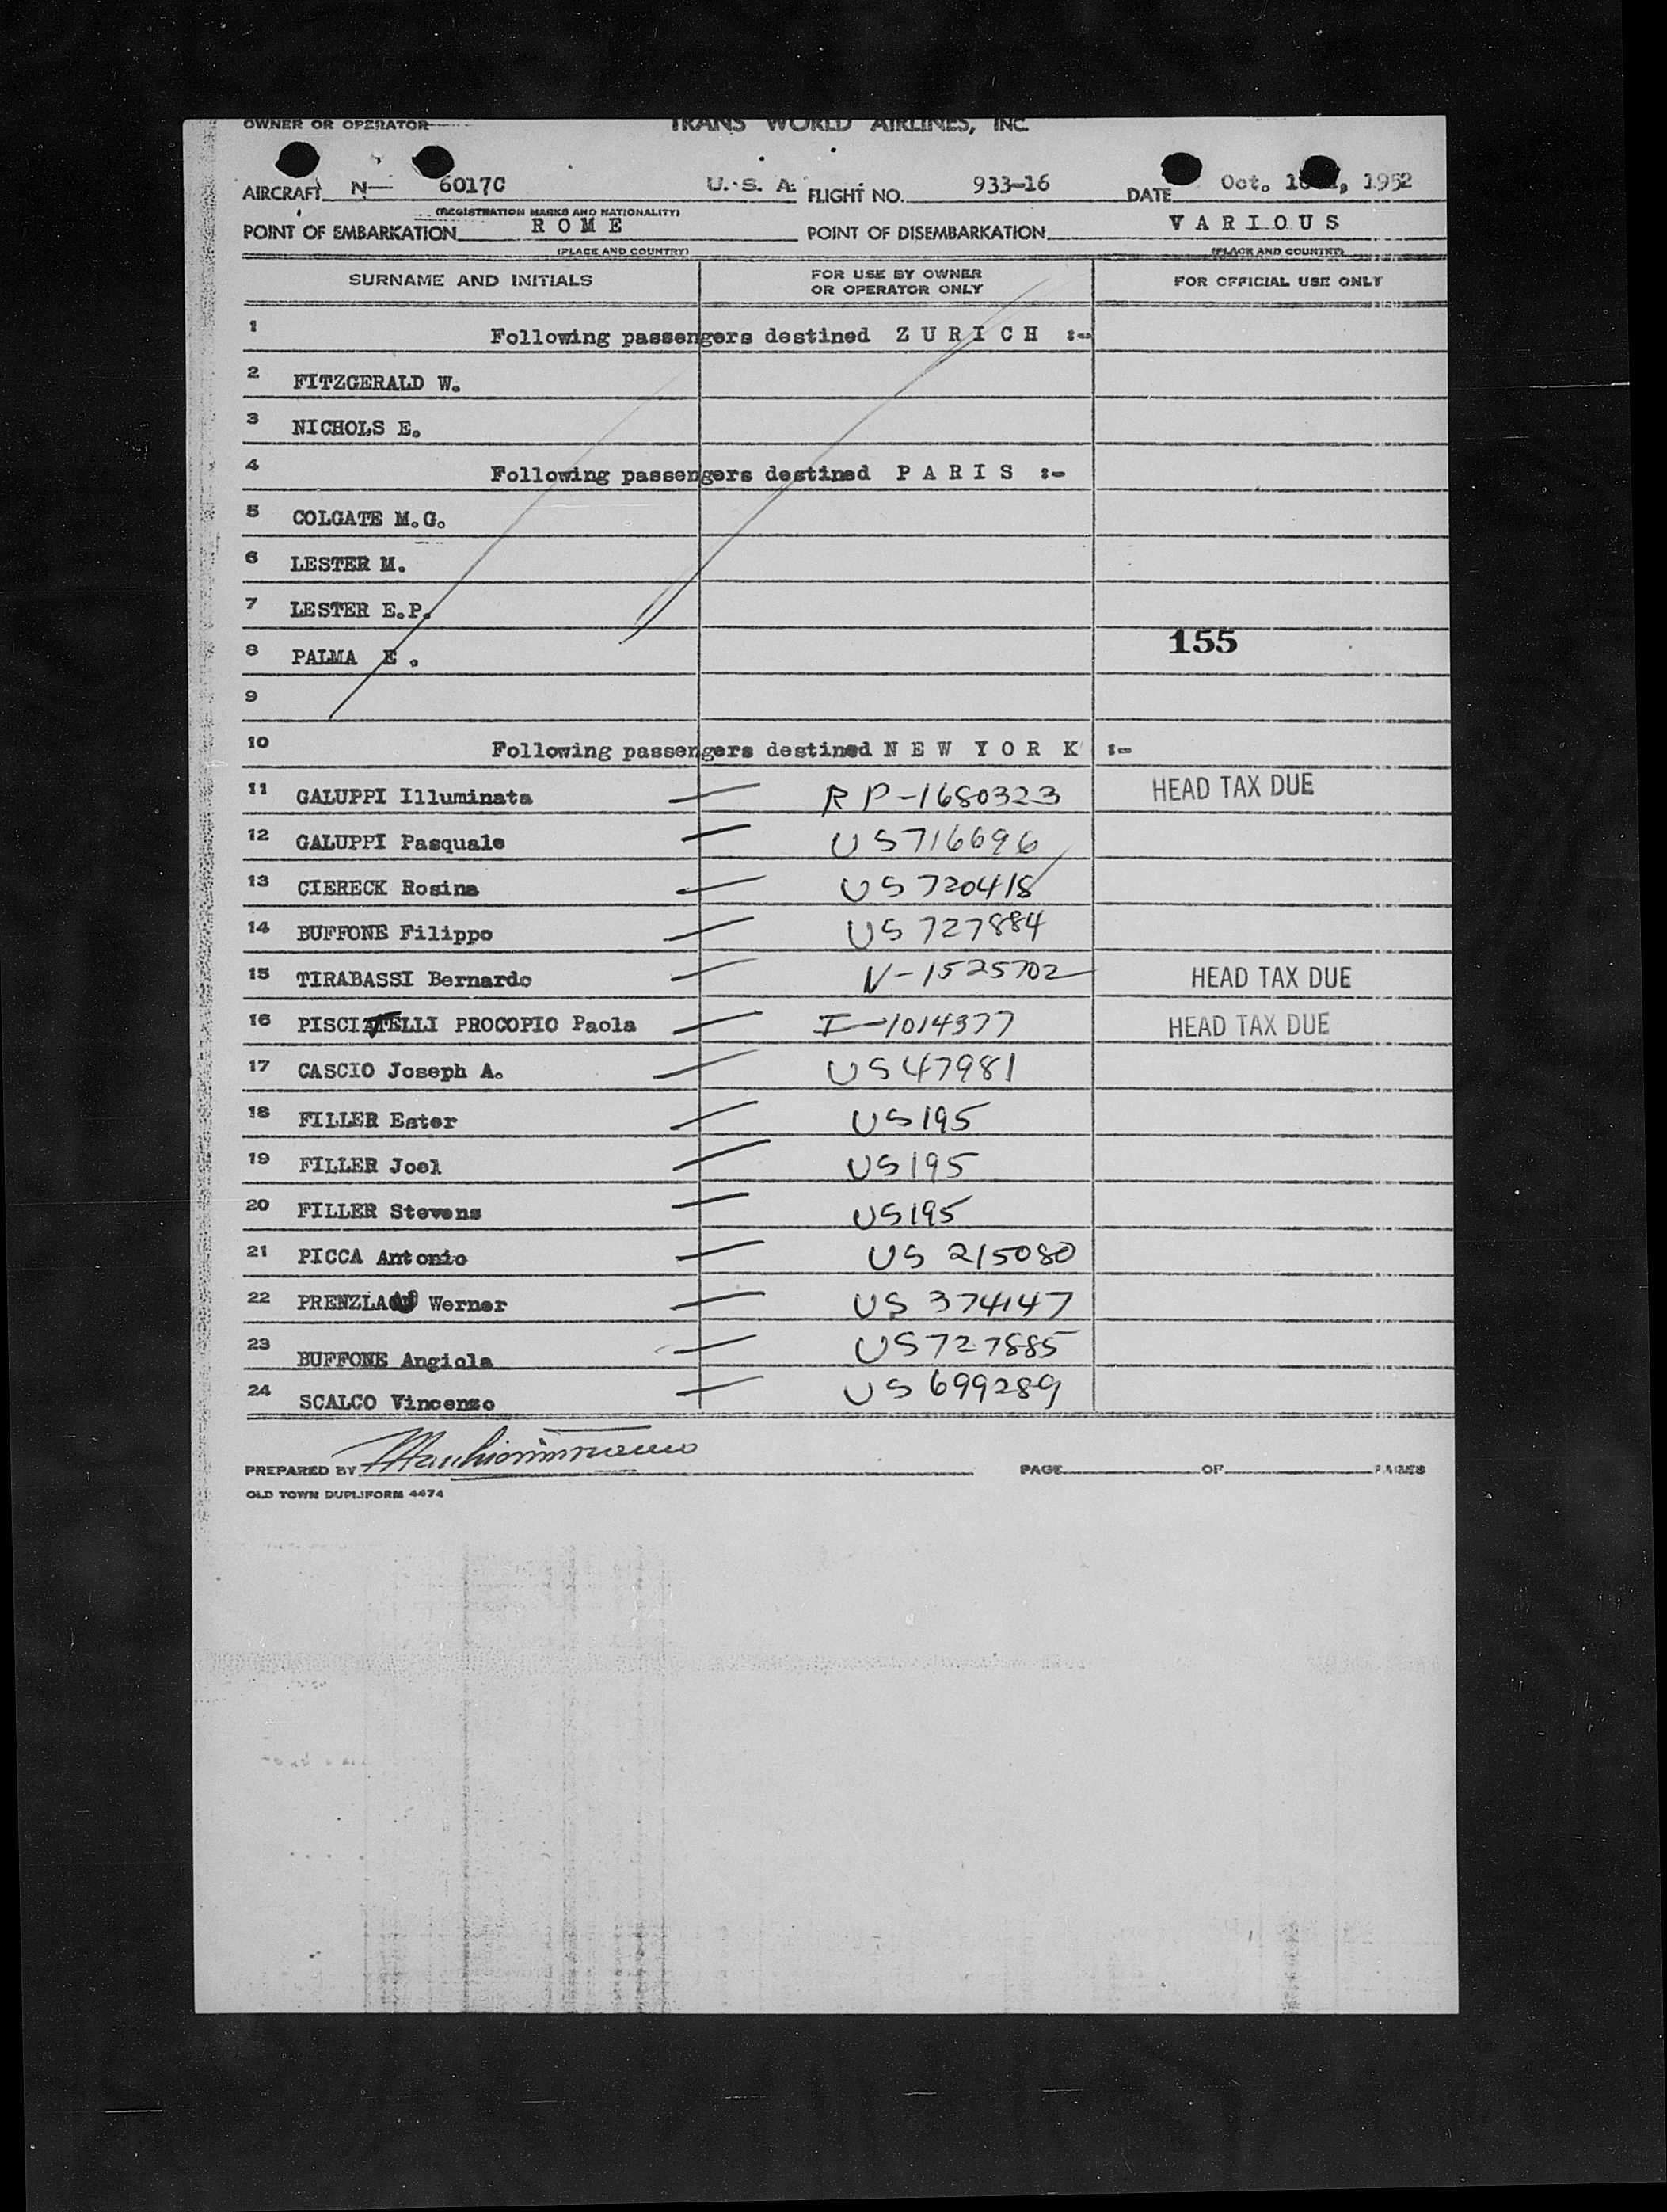 OWNER OR OPERATOR TRANS WORLD AIRLINES, INC.
AIRCRAFT N- 6017C U.S.A. FLIGHT NO. 933-16 DATE Oct. 1952
(REGISTRATION MARKS AND NATIONALITY)
POINT OF EMBARKATION ROME POINT OF DISEMBARKATION VARIOUS
(PLACE AND COUNTRY) (PLACE AND COUNTRY)
SURNAME AND INITIALS FOR USE BY OWNER OR OPERATOR ONLY FOR OFFICIAL USE ONLY
1 Following passengers destined ZURICH :-
2 FITZGERALD W.
3 NICHOLS E.
4 Following passengers destined PARIS :-
5 COLGATE M.G.
6 LESTER M.
7 LESTER E.P.
8 PALMA E. 155
9
10 Following passengers destined NEW YORK :-
11 GALUPPI Illuminata RP-1680323 HEAD TAX DUE
12 GALUPPI Pasquale US716696
13 CIERECK Rosina US 720418
14 BUFFONE Filippo US 727884
15 TIRABASSI Bernardo V-1525702 HEAD TAX DUE
16 PISCITELLI PROCOPIO Paola I-1014377 HEAD TAX DUE
17 CASCIO Joseph A. US47981
18 FILLER Ester US195
19 FILLER Joel US195
20 FILLER Stevens US195
21 PICCA Antonio US 215080
22 Werner US 374147
23 BUFFONE Angiola US727885
24 SCALCO Vincenzo US 699289
PREPARED BY PAGE OF PAGES
OLD TOWN DUPLIFORM 4474